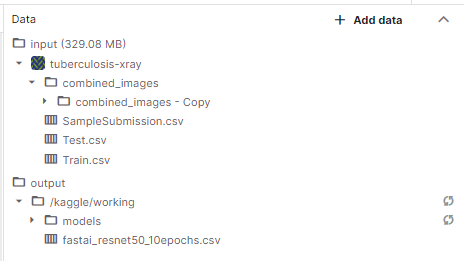 Data
+ Add data
input (329.08 MB)
tuberculosis-xray
combined_images
combined_images - Copy
SampleSubmission.csv
Test.csv
Train.csv
output
/kaggle/working
models
fastai_resnet50_10epochs.csv